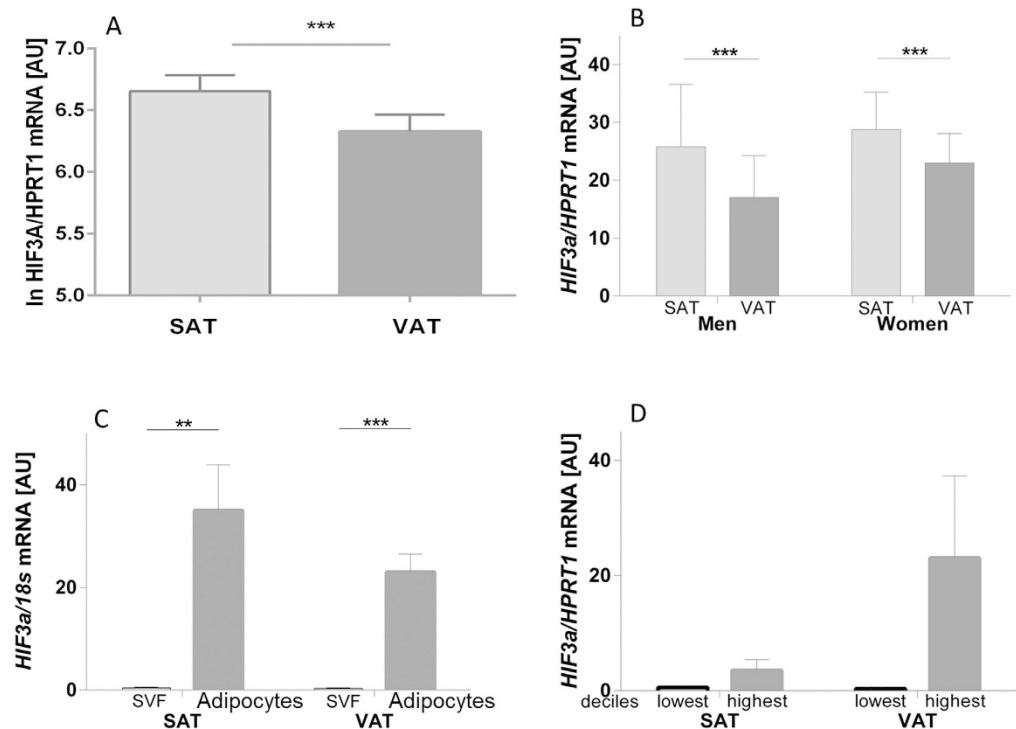 A
***
ln HIF3A/HPRT1 mRNA [AU]
7.0
6.5
6.0
5.5
5.0
SAT VAT
B
*** ***
HIF3a/HPRT1 mRNA [AU]
40
30
20
10
0
SAT VAT SAT VAT
Men Women
C
** ***
HIF3a/18s mRNA [AU]
40
20
0
SVF Adipocytes SVF Adipocytes
SAT VAT
D
HIF3a/HPRT1 mRNA [AU]
40
20
0
deciles lowest highest lowest highest
SAT VAT